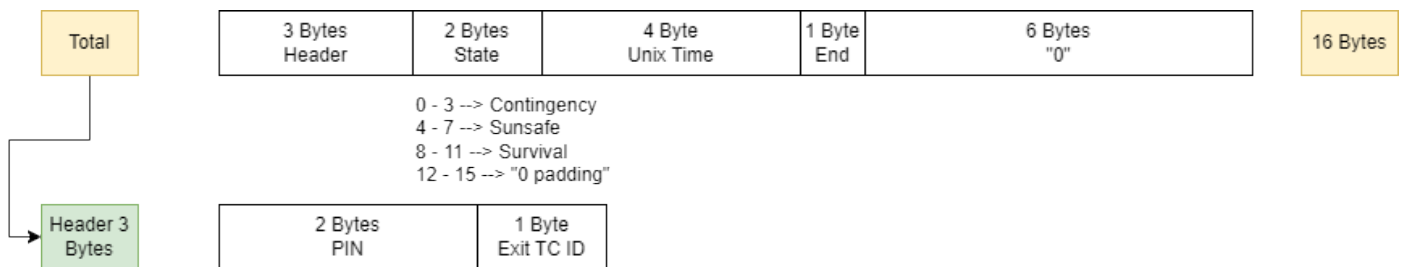 Total
3 Bytes
Header
2 Bytes
State
4 Byte
Unix Time
1 Byte
End
6 Bytes
"0"
16 Bytes
0 - 3 --> Contingency
4 - 7 --> Sunsafe
8 - 11 --> Survival
12 - 15 --> "0 padding"
Header 3
Bytes
2 Bytes
PIN
1 Byte
Exit TC ID